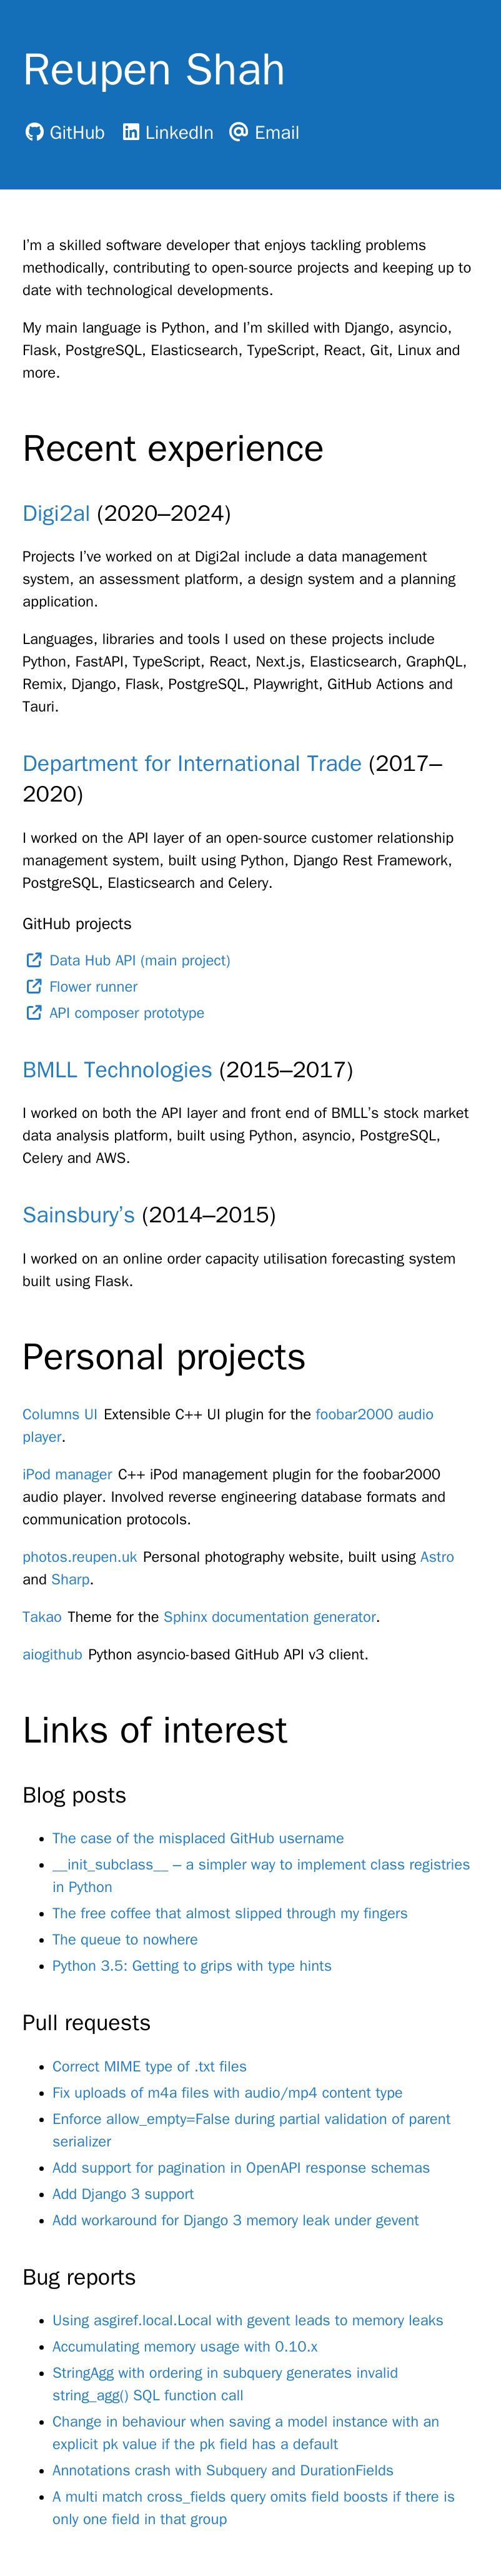 Reupen Shah
GitHub LinkedIn Email
I'm a skilled software developer that enjoys tackling problems
methodically, contributing to open-source projects and keeping up to
date with technological developments.
My main language is Python, and I'm skilled with Django, asyncio,
Flask, PostgreSQL, Elasticsearch, TypeScript, React, Git, Linux and
more.
Recent experience
Digi2al (2020–2024)
Projects I've worked on at Digi2al include a data management
system, an assessment platform, a design system and a planning
application.
Languages, libraries and tools I used on these projects include
Python, FastAPI, TypeScript, React, Next.js, Elasticsearch, GraphQL,
Remix, Django, Flask, PostgreSQL, Playwright, GitHub Actions and
Tauri.
Department for International Trade (2017–
2020)
I worked on the API layer of an open-source customer relationship
management system, built using Python, Django Rest Framework,
PostgreSQL, Elasticsearch and Celery.
GitHub projects
Data Hub API (main project)
Flower runner
API composer prototype
BMLL Technologies (2015–2017)
I worked on both the API layer and front end of BMLL's stock market
data analysis platform, built using Python, asyncio, PostgreSQL,
Celery and AWS.
Sainsbury's (2014–2015)
I worked on an online order capacity utilisation forecasting system
built using Flask.
Personal projects
Columns UI Extensible C++ UI plugin for the foobar2000 audio
player.
iPod manager C++ iPod management plugin for the foobar2000
audio player. Involved reverse engineering database formats and
communication protocols.
photos.reupen.uk Personal photography website, built using Astro
and Sharp.
Takao Theme for the Sphinx documentation generator.
aiogithub Python asyncio-based GitHub API v3 client.
Links of interest
Blog posts
• The case of the misplaced GitHub username
• __init_subclass__ – a simpler way to implement class registries
in Python
• The free coffee that almost slipped through my fingers
• The queue to nowhere
• Python 3.5: Getting to grips with type hints
Pull requests
• Correct MIME type of .txt files
• Fix uploads of m4a files with audio/mp4 content type
• Enforce allow_empty=False during partial validation of parent
serializer
• Add support for pagination in OpenAPI response schemas
• Add Django 3 support
• Add workaround for Django 3 memory leak under gevent
Bug reports
• Using asgiref.local.Local with gevent leads to memory leaks
• Accumulating memory usage with 0.10.x
• StringAgg with ordering in subquery generates invalid
string_agg() SQL function call
• Change in behaviour when saving a model instance with an
explicit pk value if the pk field has a default
• Annotations crash with Subquery and DurationFields
• A multi match cross_fields query omits field boosts if there is
only one field in that group